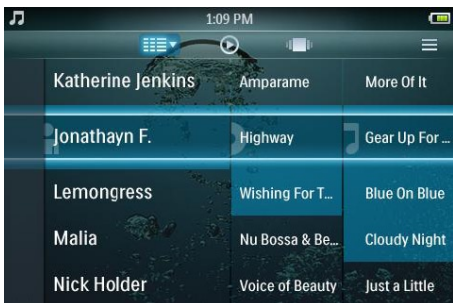 1:09 PM
Katherine Jenkins Amparame More Of It
Jonathayn F. Highway Gear Up For ...
Lemongress Wishing For T... Blue On Blue
Malia Nu Bossa & Be... Cloudy Night
Nick Holder Voice of Beauty Just a Little